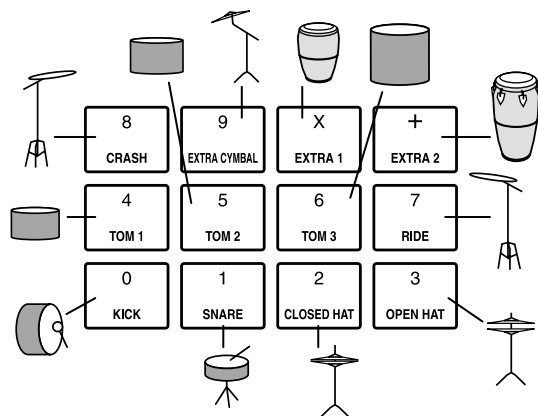 8
CRASH
9
EXTRA CYMBAL
X
EXTRA 1
+
EXTRA 2
4
TOM 1
5
TOM 2
6
TOM 3
7
RIDE
0
KICK
1
SNARE
2
CLOSED HAT
3
OPEN HAT